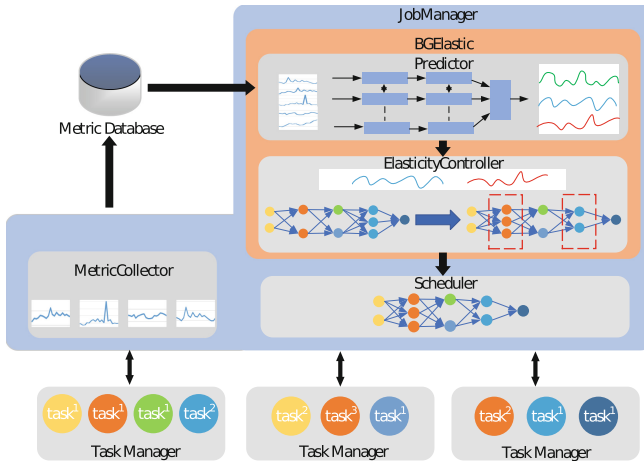 JobManager
BGElastic
Predictor
Metric Database
ElasticityController
MetricCollector
Scheduler
task¹ task¹ task¹ task²
Task Manager
task² task³ task¹
Task Manager
task² task¹ task¹
Task Manager